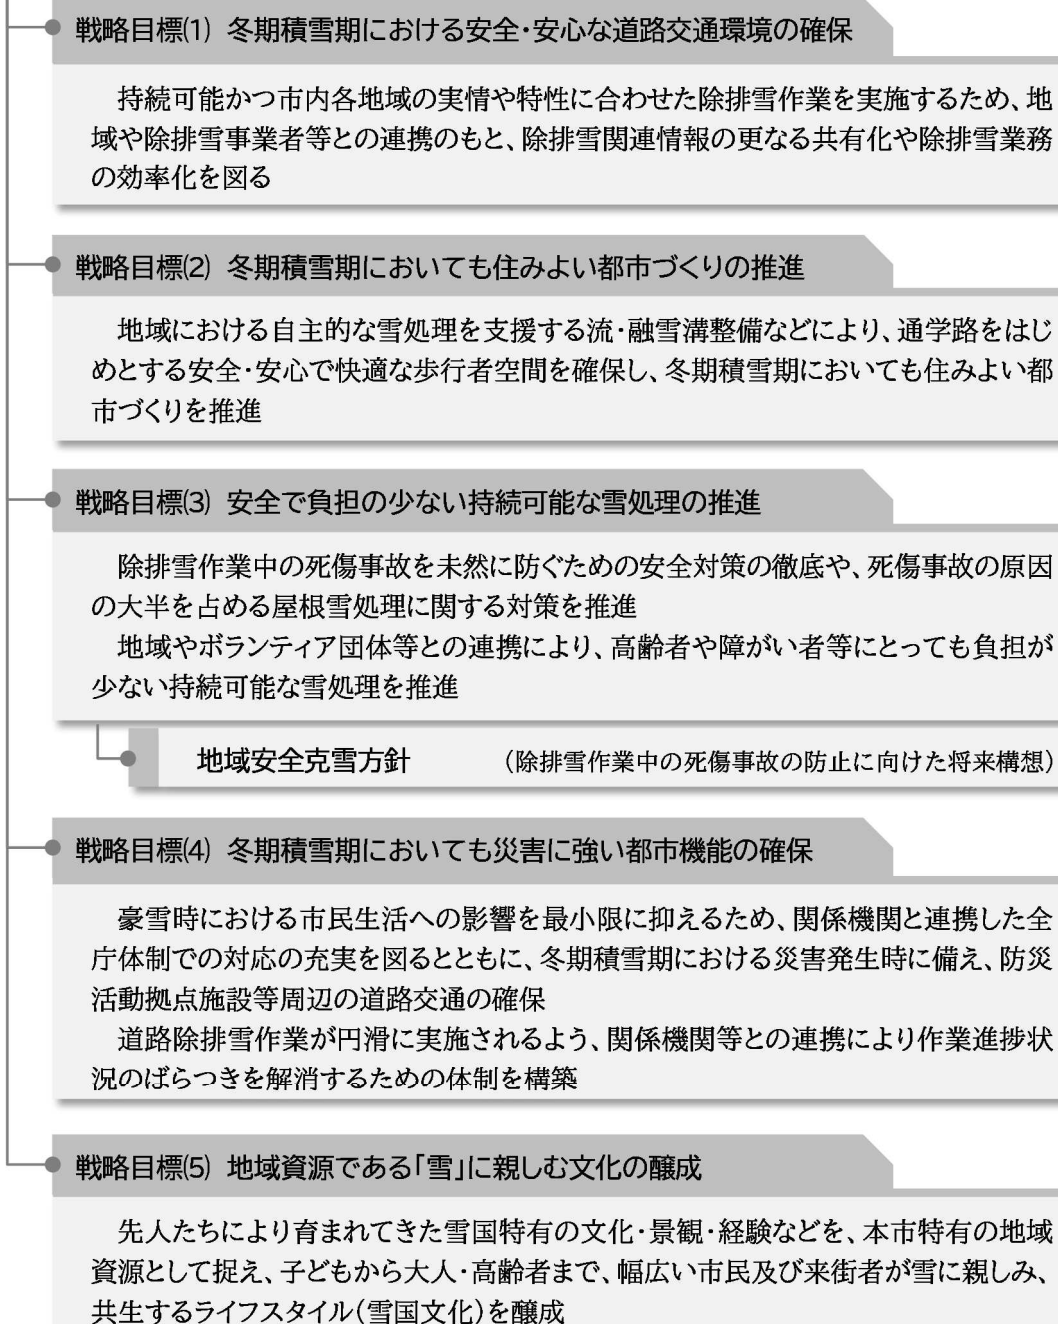 戦略目標(1) 冬期積雪期における安全・安心な道路交通環境の確保
持続可能かつ市内各地域の実情や特性に合わせた除排雪作業を実施するため、地
域や除排雪事業者等との連携のもと、除排雪関連情報の更なる共有化や除排雪業務
の効率化を図る
戦略目標(2) 冬期積雪期においても住みよい都市づくりの推進
地域における自主的な雪処理を支援する流・融雪溝整備などにより、通学路をはじ
めとする安全・安心で快適な歩行者空間を確保し、冬期積雪期においても住みよい都
市づくりを推進
戦略目標(3) 安全で負担の少ない持続可能な雪処理の推進
除排雪作業中の死傷事故を未然に防ぐための安全対策の徹底や、死傷事故の原因
の大半を占める屋根雪処理に関する対策を推進
地域やボランティア団体等との連携により、高齢者や障がい者等にとっても負担が
少ない持続可能な雪処理を推進
地域安全克雪方針 (除排雪作業中の死傷事故の防止に向けた将来構想)
戦略目標(4) 冬期積雪期においても災害に強い都市機能の確保
豪雪時における市民生活への影響を最小限に抑えるため、関係機関と連携した全
庁体制での対応の充実を図るとともに、冬期積雪期における災害発生時に備え、防災
活動拠点施設等周辺の道路交通の確保
道路除排雪作業が円滑に実施されるよう、関係機関等との連携により作業進捗状
況のばらつきを解消するための体制を構築
戦略目標(5) 地域資源である「雪」に親しむ文化の醸成
先人たちにより育まれてきた雪国特有の文化・景観・経験などを、本市特有の地域
資源として捉え、子どもから大人・高齢者まで、幅広い市民及び来街者が雪に親しみ、
共生するライフスタイル(雪国文化)を醸成